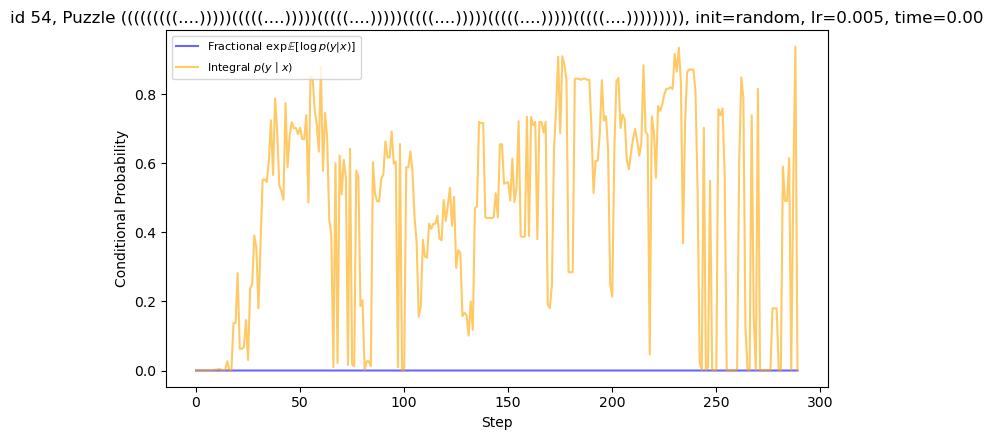 id 54, Puzzle (((((((((....)))))(((((....)))))(((((....)))))(((((....)))))(((((....)))))(((((....))))))))), init=random, lr=0.005, time=0.00
Fractional exp 𝔼[log p(y|x)]
Integral p(y | x)
Conditional Probability
0.8
0.6
0.4
0.2
0.0
0 50 100 150 200 250 300
Step